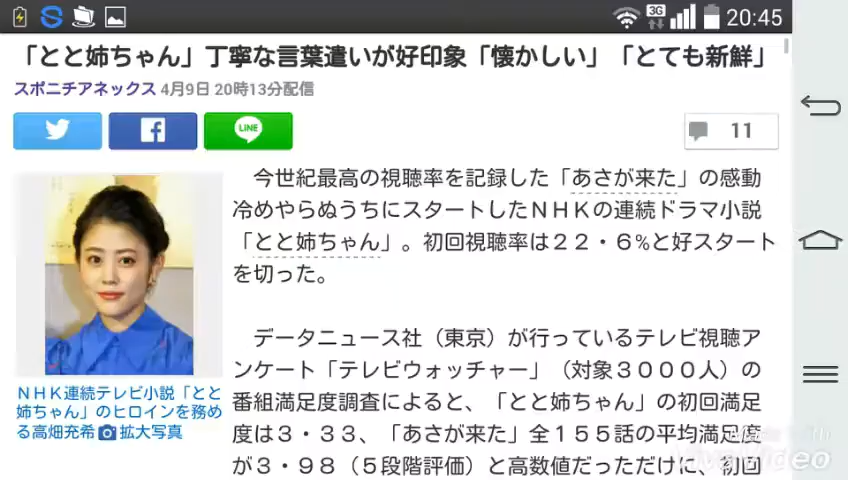 3G 20:45
「とと姉ちゃん」丁寧な言葉遣いが好印象「懐かしい」「とても新鮮」
スポニチアネックス 4月9日 20時13分配信
LINE
11
今世紀最高の視聴率を記録した「あさが来た」の感動
冷めやらぬうちにスタートしたNHKの連続ドラマ小説
「とと姉ちゃん」。初回視聴率は22・6%と好スタート
を切った。
データニュース社（東京）が行っているテレビ視聴ア
ンケート「テレビウォッチャー」（対象3000人）の
番組満足度調査によると、「とと姉ちゃん」の初回満足
度は3・33、「あさが来た」全155話の平均満足度
が3・98（5段階評価）と高数値だっただけに、初回
NHK連続テレビ小説「とと
姉ちゃん」のヒロインを務め
る高畑充希 拡大写真
Made with
VivaVideo